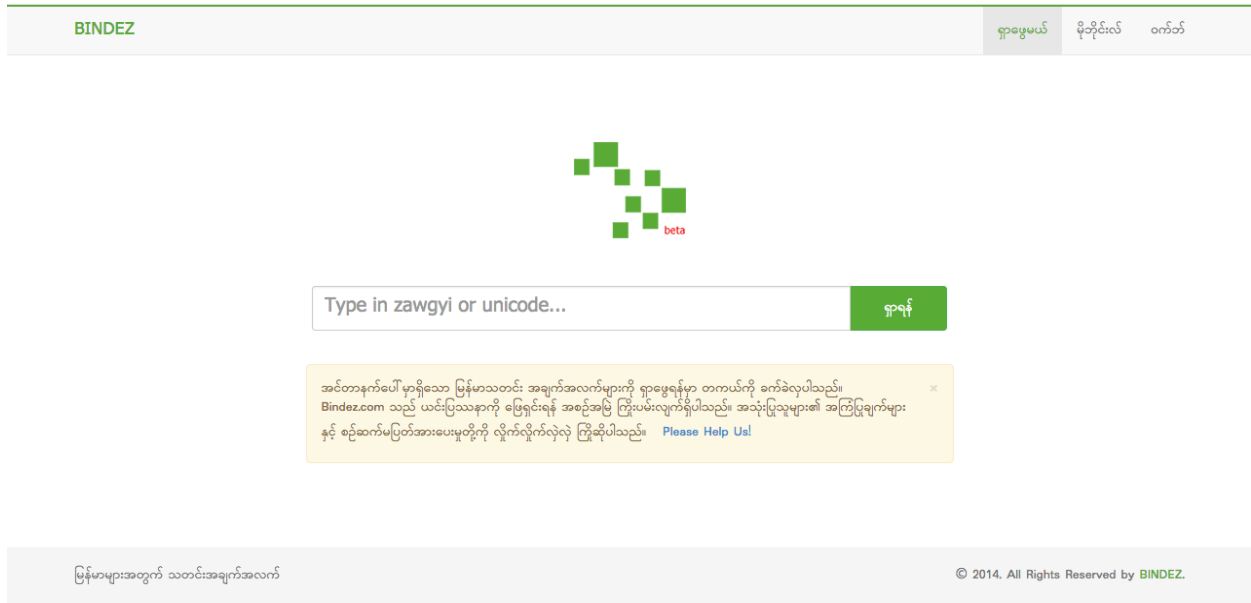 BINDEZ
ရှာဖွေမယ် မိုဘိုင်းလ် ဝက်ဘ်
beta
Type in zawgyi or unicode...
ရှာရန်
အင်တာနက်ပေါ်မှာရှိသော မြန်မာသတင်း အချက်အလက်များကို ရှာဖွေရန်မှာ တကယ်ကို ခက်ခဲလှပါသည်။ ×
Bindez.com သည် ယင်းပြဿနာကို ဖြေရှင်းရန် အစဉ်အမြဲ ကြိုးပမ်းလျက်ရှိပါသည်။ အသုံးပြုသူများ၏ အကြံပြုချက်များ
နှင့် စဉ်ဆက်မပြတ်အားပေးမှုတို့ကို လှိုက်လှိုက်လှဲလှဲ ကြိုဆိုပါသည်။ Please Help Us!
မြန်မာများအတွက် သတင်းအချက်အလက်
© 2014. All Rights Reserved by BINDEZ.